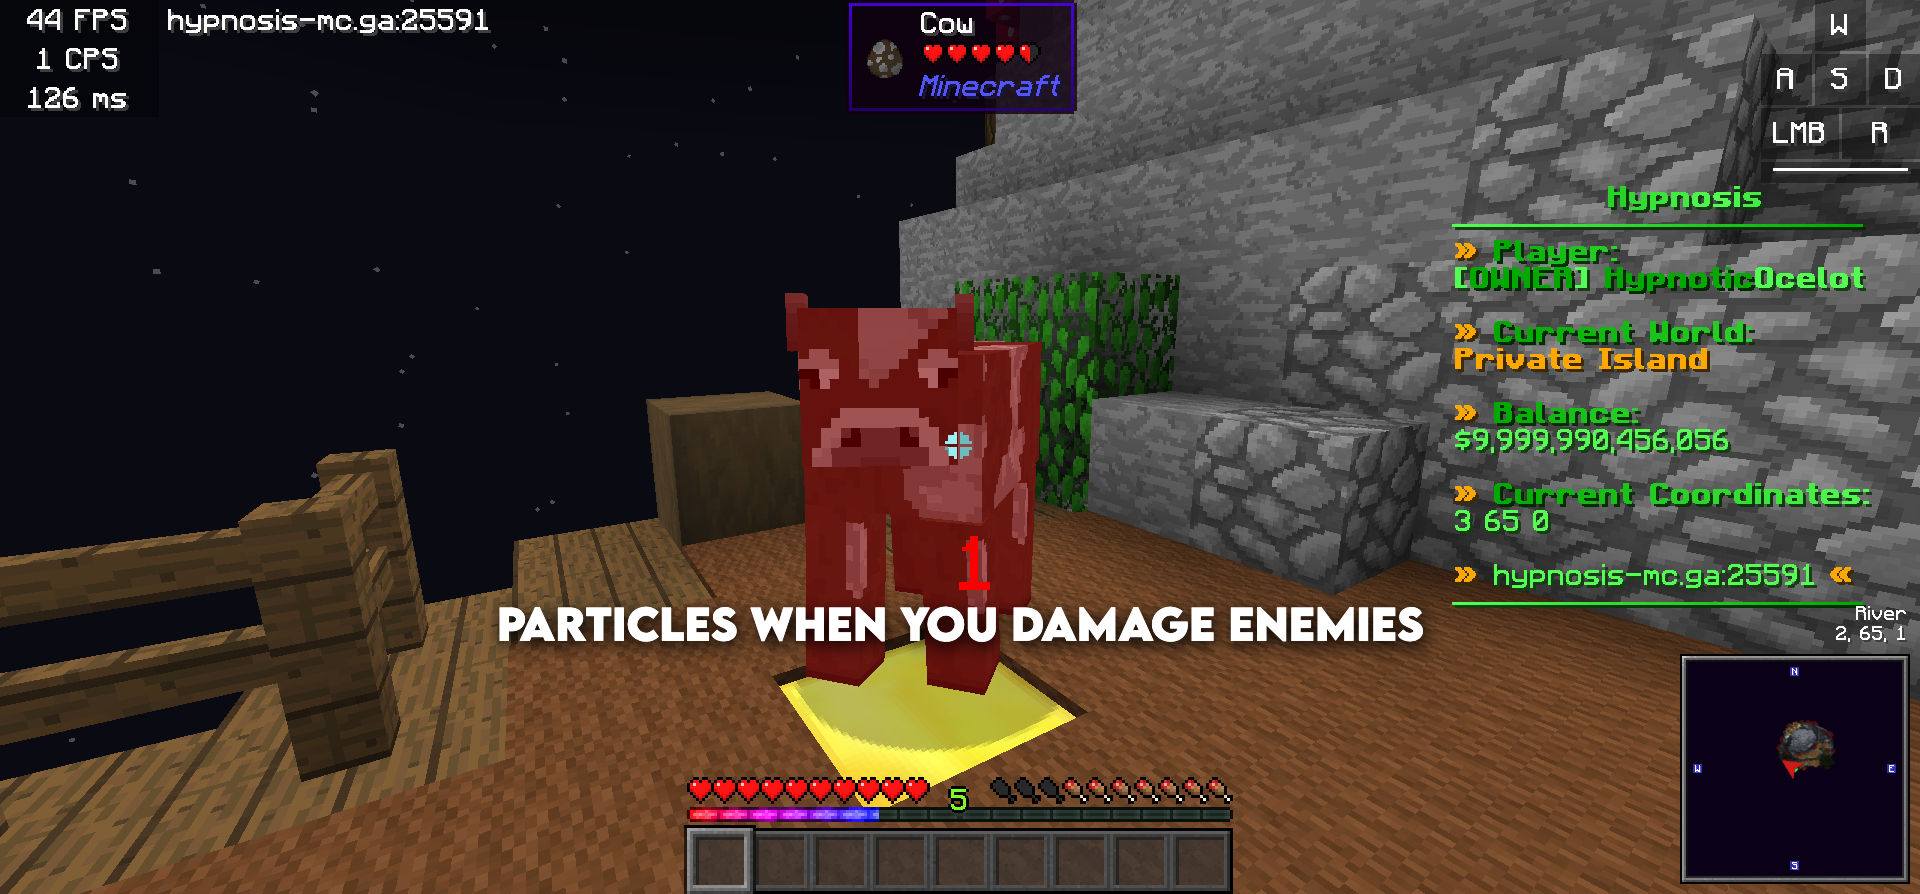 44 FPS
hypnosis-mc.ga:25591
1 CPS
126 ms
Cow
Minecraft
W
A S D
LMB R
Hypnosis
» Player:
[OWNER] HypnoticOcelot
» Current World:
Private Island
» Balance:
$9,999,990,456,056
» Current Coordinates:
3 65 0
» hypnosis-mc.ga:25591 «
River
2, 65, 1
1
PARTICLES WHEN YOU DAMAGE ENEMIES
N
W E
S
5